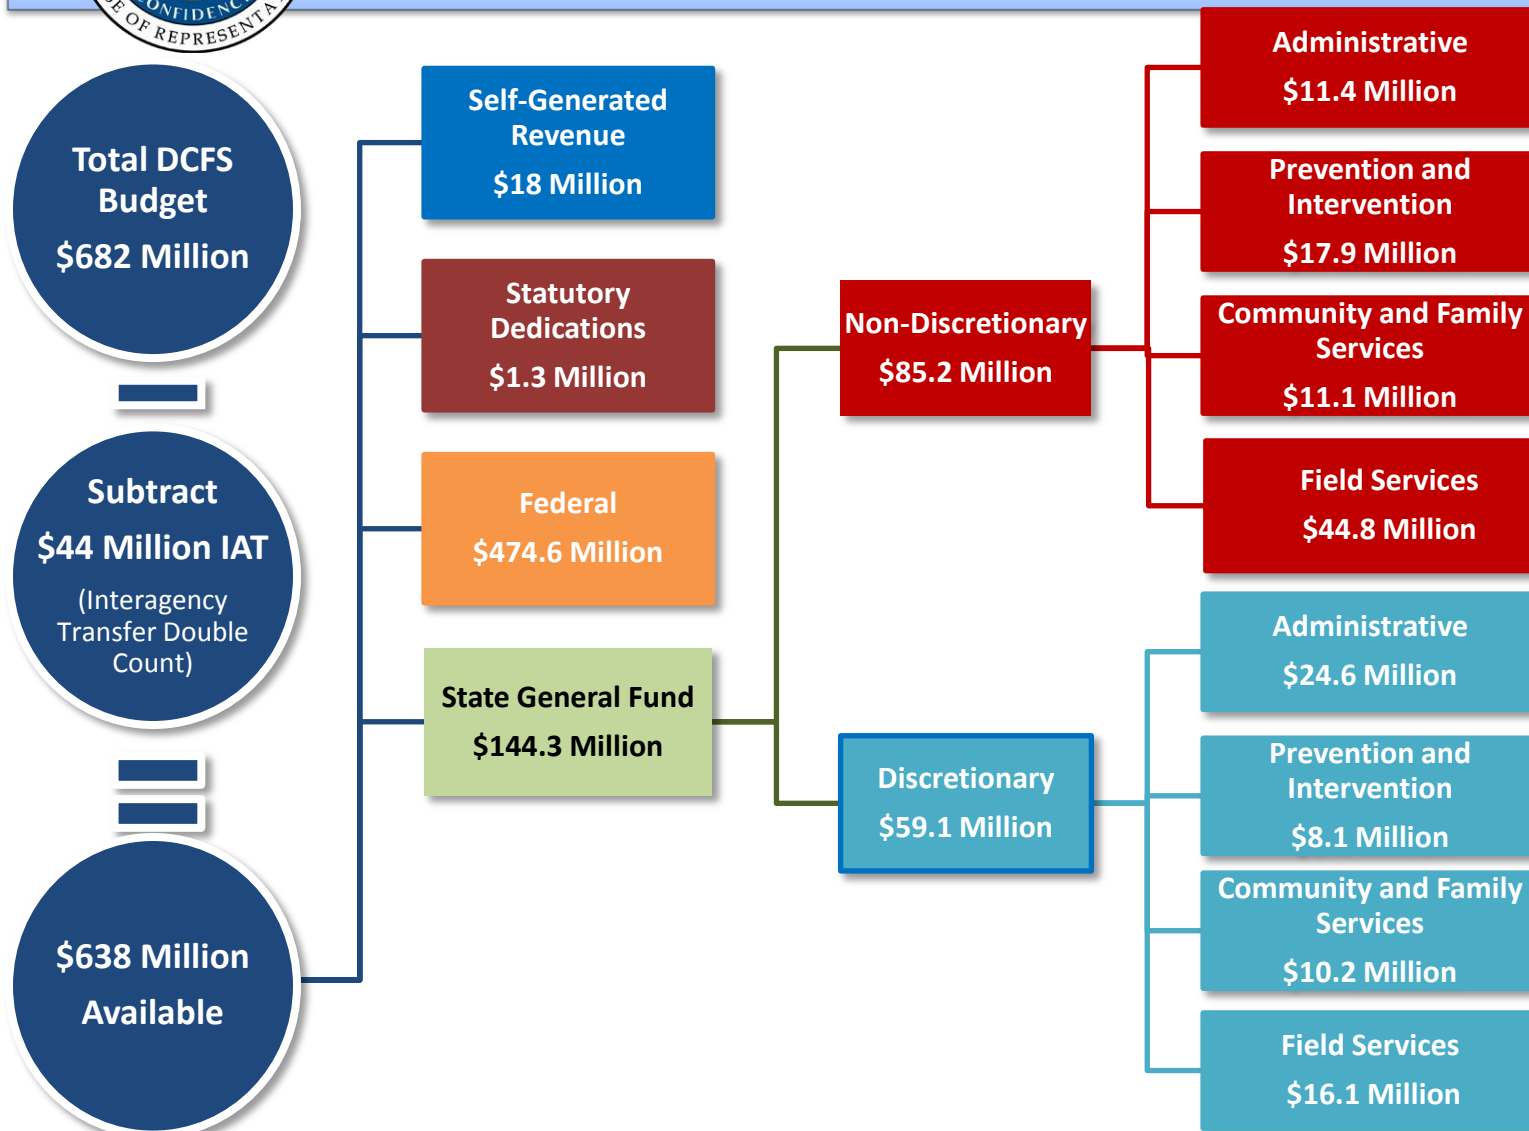 CONFIDENC
E OF REPRESENTA
Total DCFS
Budget
$682 Million
Subtract
$44 Million IAT
(Interagency
Transfer Double
Count)
$638 Million
Available
Self-Generated
Revenue
$18 Million
Statutory
Dedications
$1.3 Million
Federal
$474.6 Million
State General Fund
$144.3 Million
Non-Discretionary
$85.2 Million
Discretionary
$59.1 Million
Administrative
$11.4 Million
Prevention and
Intervention
$17.9 Million
Community and Family
Services
$11.1 Million
Field Services
$44.8 Million
Administrative
$24.6 Million
Prevention and
Intervention
$8.1 Million
Community and Family
Services
$10.2 Million
Field Services
$16.1 Million